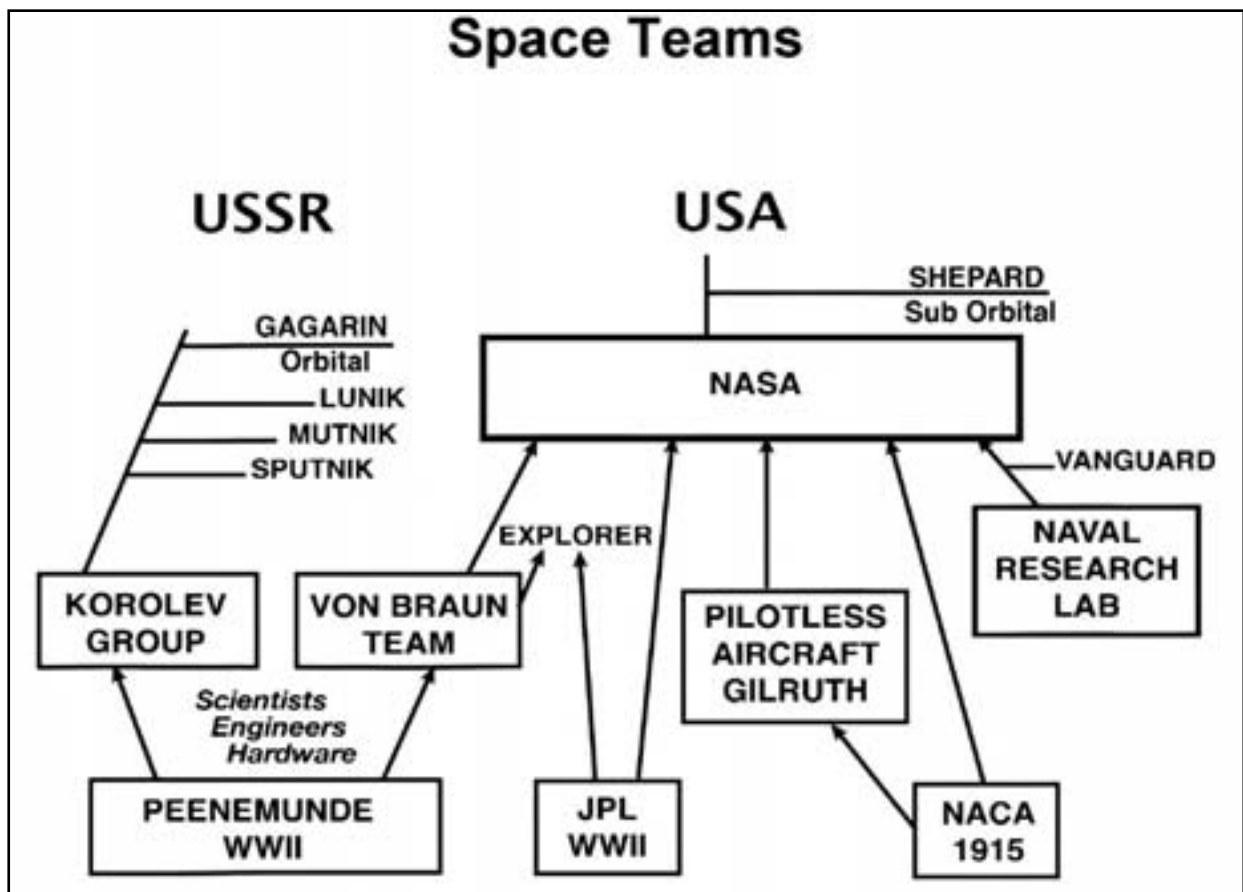 Space Teams
USSR
USA
SHEPARD
Sub Orbital
GAGARIN
Orbital
LUNIK
MUTNIK
SPUTNIK
NASA
VANGUARD
EXPLORER
NAVAL
RESEARCH
LAB
KOROLEV
GROUP
VON BRAUN
TEAM
PILOTLESS
AIRCRAFT
GILRUTH
Scientists
Engineers
Hardware
PEENEMUNDE
WWII
JPL
WWII
NACA
1915